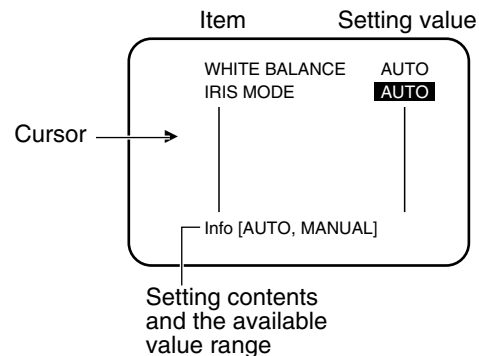 Item Setting value
WHITE BALANCE AUTO
IRIS MODE AUTO
Cursor
Info [AUTO, MANUAL]
Setting contents
and the available
value range